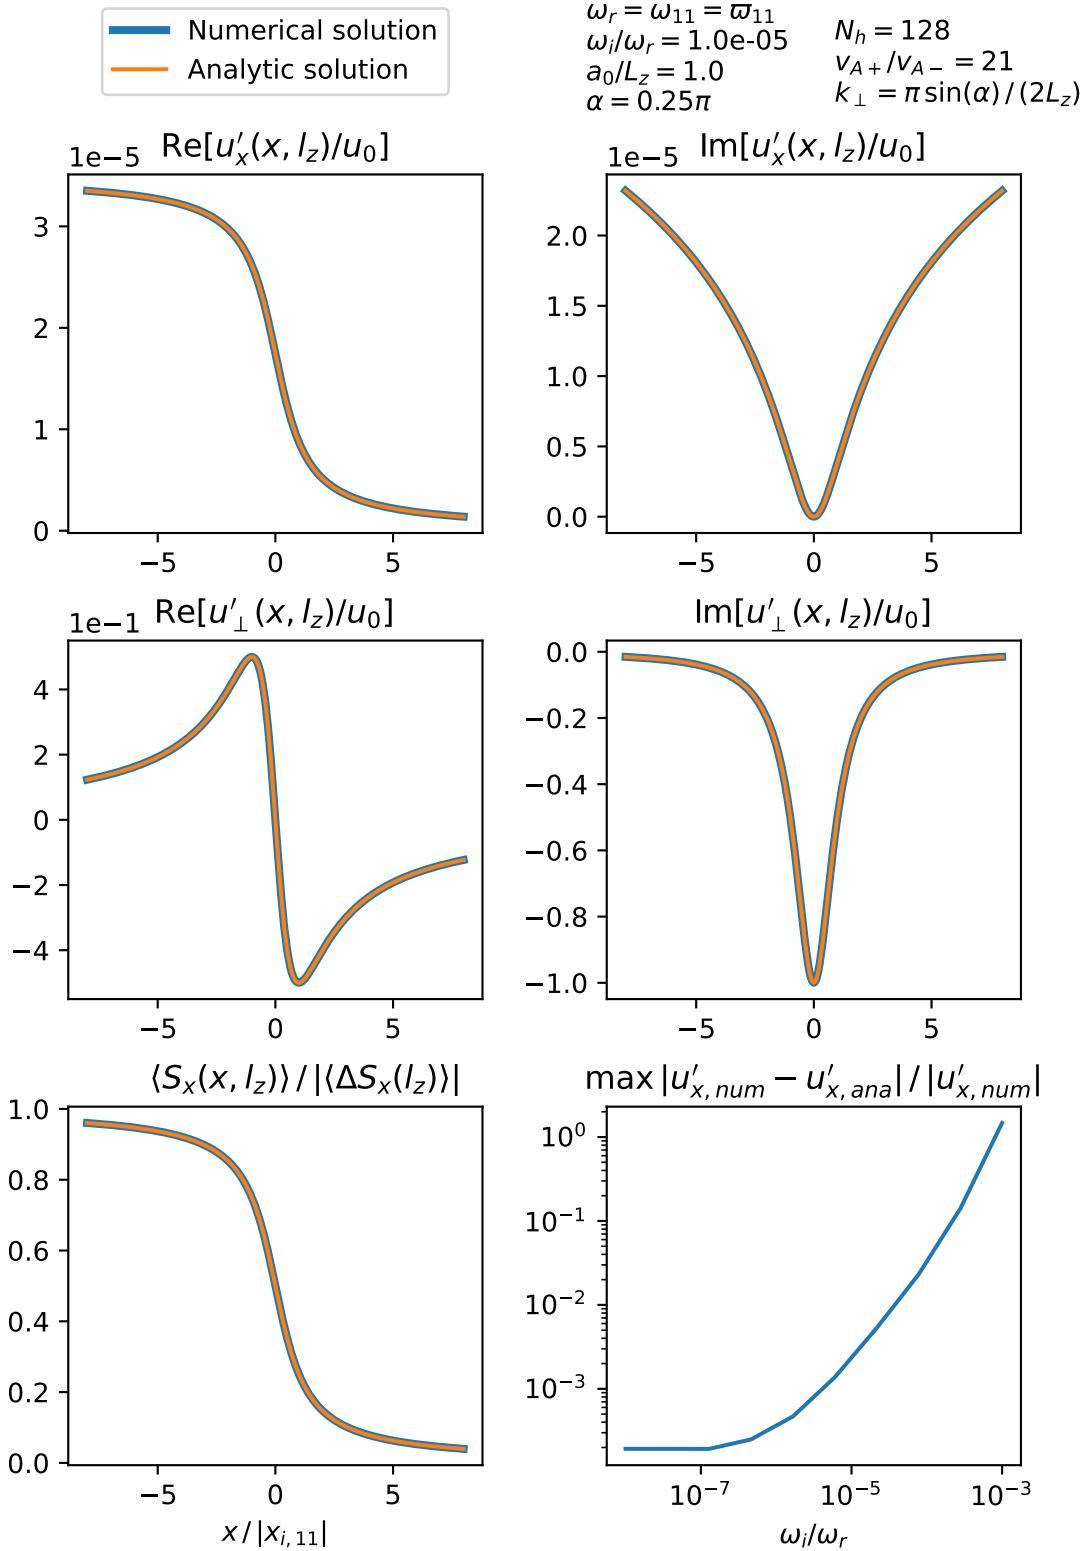 Numerical solution
Analytic solution
ω_r = ω_11 = ϖ_11
ω_i/ω_r = 1.0e-05
a_0/L_z = 1.0
α = 0.25π
N_h = 128
v_{A+}/v_{A−} = 21
k_⊥ = π sin(α) / (2L_z)
Re[u′_x(x, l_z)/u_0]
1e−5
3
2
1
0
−5 0 5
Im[u′_x(x, l_z)/u_0]
1e−5
2.0
1.5
1.0
0.5
0.0
−5 0 5
Re[u′_⊥(x, l_z)/u_0]
1e−1
4
2
0
−2
−4
−5 0 5
Im[u′_⊥(x, l_z)/u_0]
0.0
−0.2
−0.4
−0.6
−0.8
−1.0
−5 0 5
⟨S_x(x, l_z)⟩ / |⟨ΔS_x(l_z)⟩|
1.0
0.8
0.6
0.4
0.2
0.0
−5 0 5
x / |x_{i, 11}|
max |u′_{x, num} − u′_{x, ana}| / |u′_{x, num}|
10^0
10^{−1}
10^{−2}
10^{−3}
10^{−7} 10^{−5} 10^{−3}
ω_i/ω_r